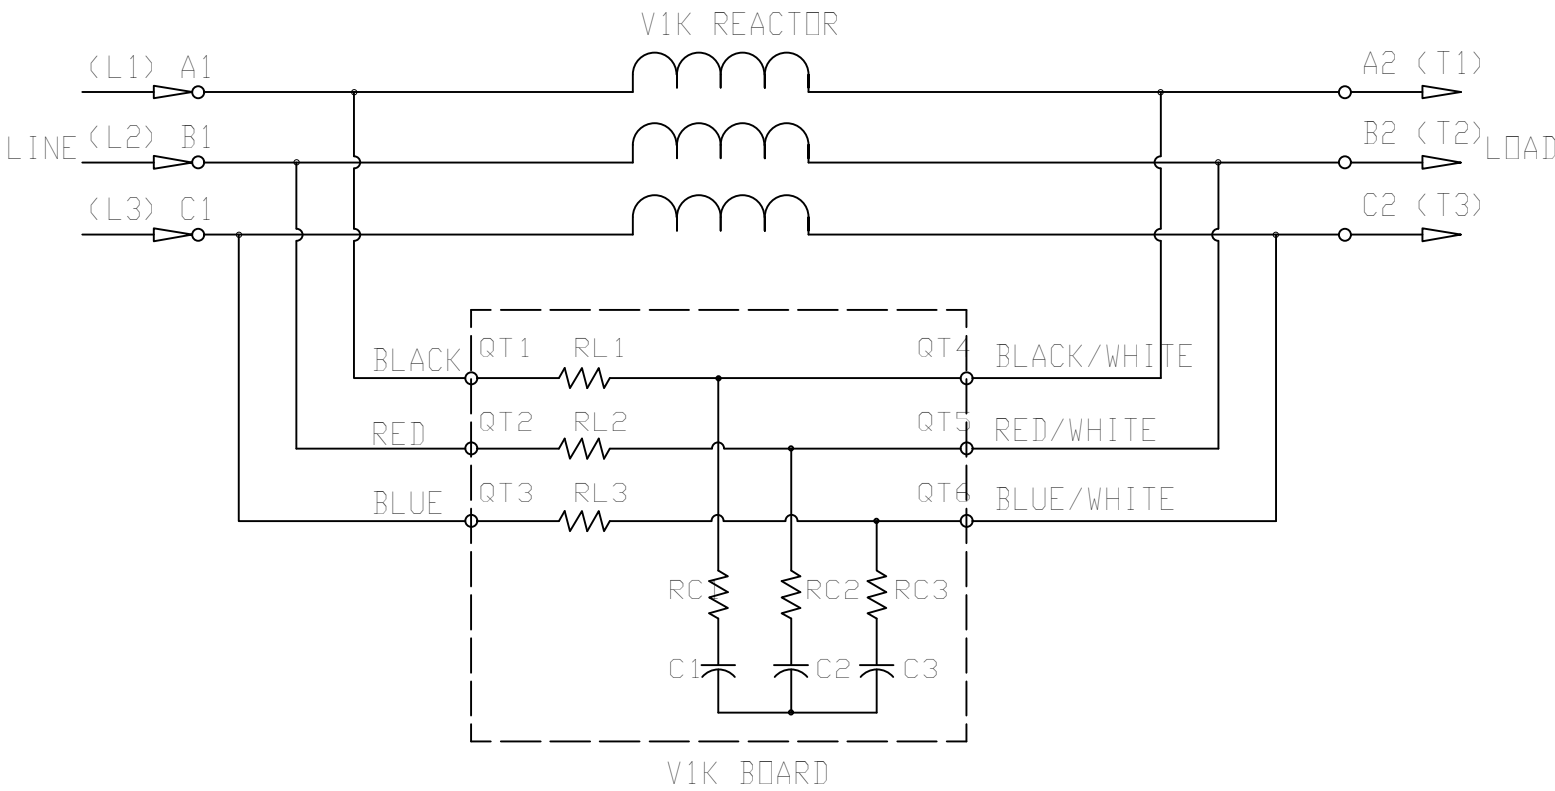 V1K REACTOR
(L1) A1
A2 (T1)
LINE
(L2) B1
B2 (T2)
LOAD
(L3) C1
C2 (T3)
BLACK
QT1
RL1
QT4
BLACK/WHITE
RED
QT2
RL2
QT5
RED/WHITE
BLUE
QT3
RL3
QT6
BLUE/WHITE
RC1
RC2
RC3
C1
C2
C3
V1K BOARD